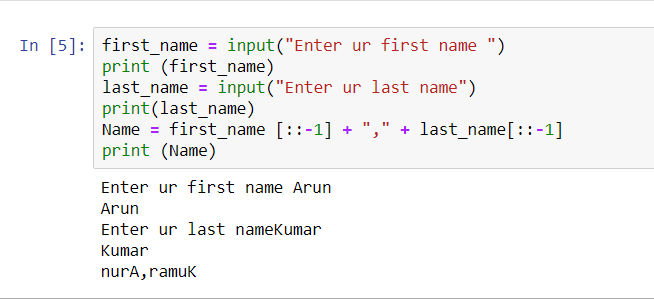 In [5]: first_name = input("Enter ur first name ")
print (first_name)
last_name = input("Enter ur last name")
print(last_name)
Name = first_name [::-1] + "," + last_name[::-1]
print (Name)
Enter ur first name Arun
Arun
Enter ur last nameKumar
Kumar
nurA,ramuK